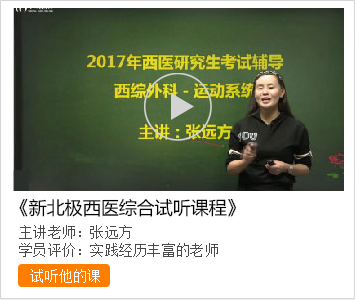 2017年西医研究生考试辅导
西综外科－运动系统
主讲：张远方
《新北极西医综合试听课程》
主讲老师：张远方
学员评价：实践经历丰富的老师
试听他的课